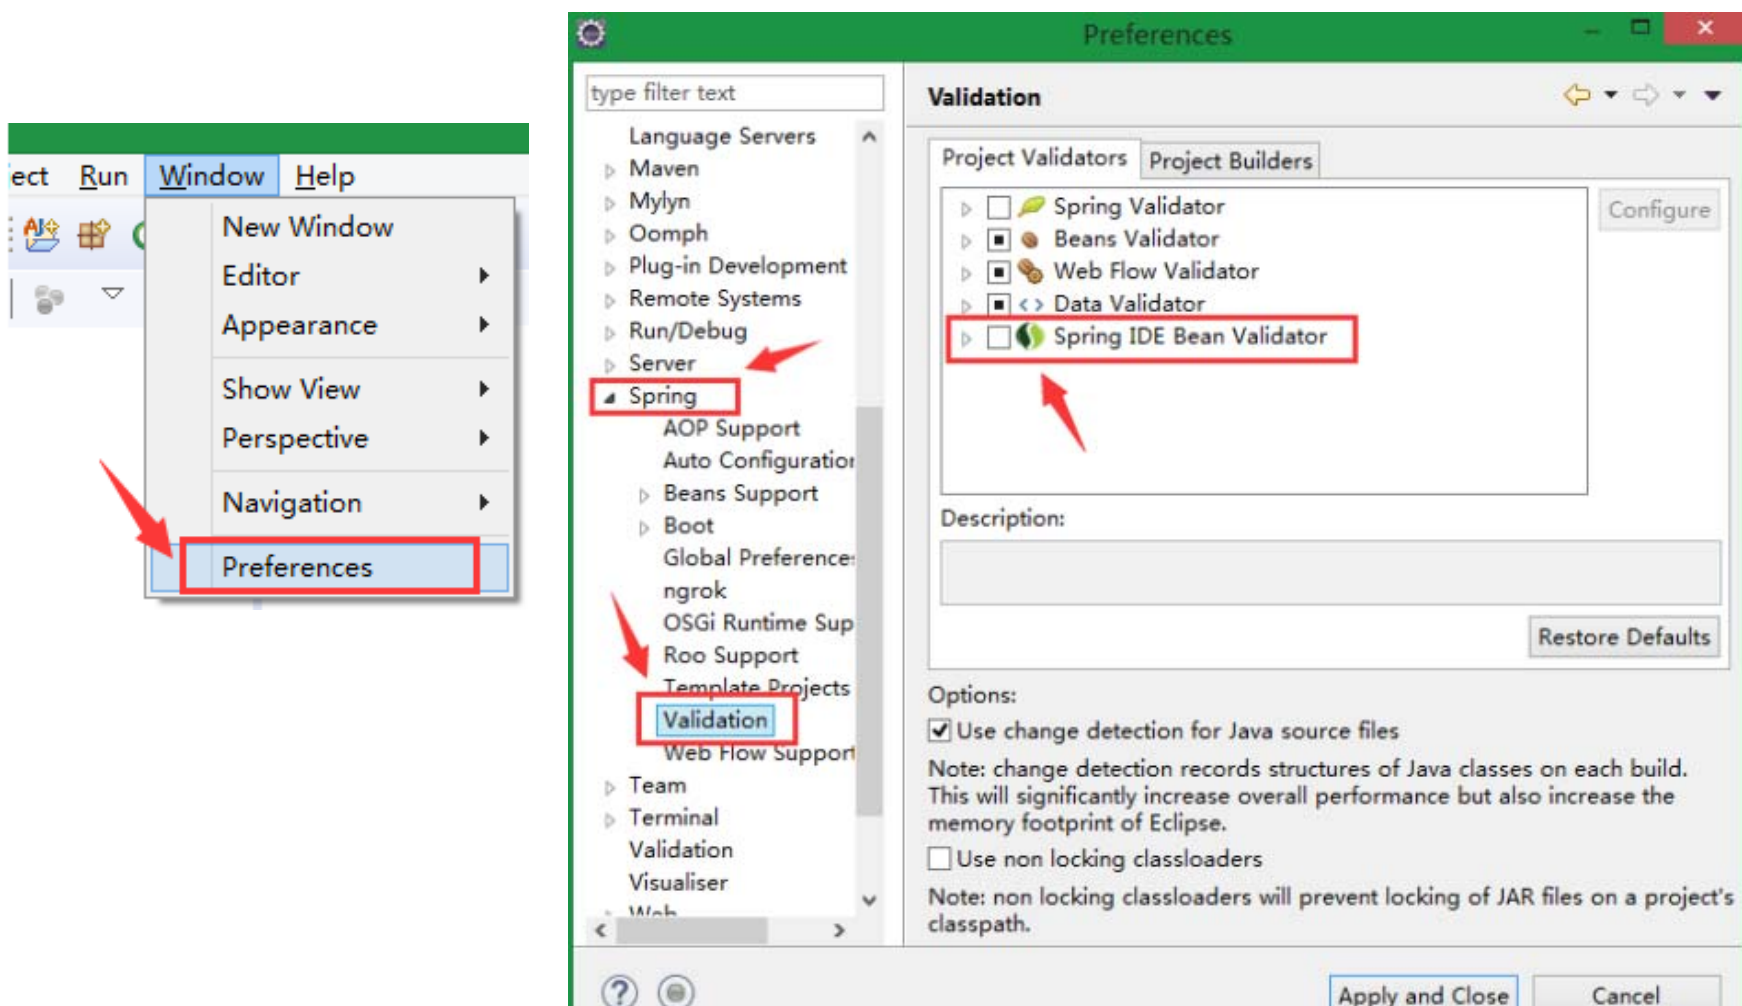 ect Run Window Help
New Window
Editor
Appearance
Show View
Perspective
Navigation
Preferences
Preferences
type filter text
Language Servers
Maven
Mylyn
Oomph
Plug-in Development
Remote Systems
Run/Debug
Server
Spring
AOP Support
Auto Configuration
Beans Support
Boot
Global Preferences
ngrok
OSGi Runtime Sup
Roo Support
Template Projects
Validation
Web Flow Support
Team
Terminal
Validation
Visualiser
Web
Validation
Project Validators Project Builders
Spring Validator
Beans Validator
Web Flow Validator
Data Validator
Spring IDE Bean Validator
Configure
Description:
Restore Defaults
Options:
Use change detection for Java source files
Note: change detection records structures of Java classes on each build.
This will significantly increase overall performance but also increase the
memory footprint of Eclipse.
Use non locking classloaders
Note: non locking classloaders will prevent locking of JAR files on a project's
classpath.
Apply and Close Cancel